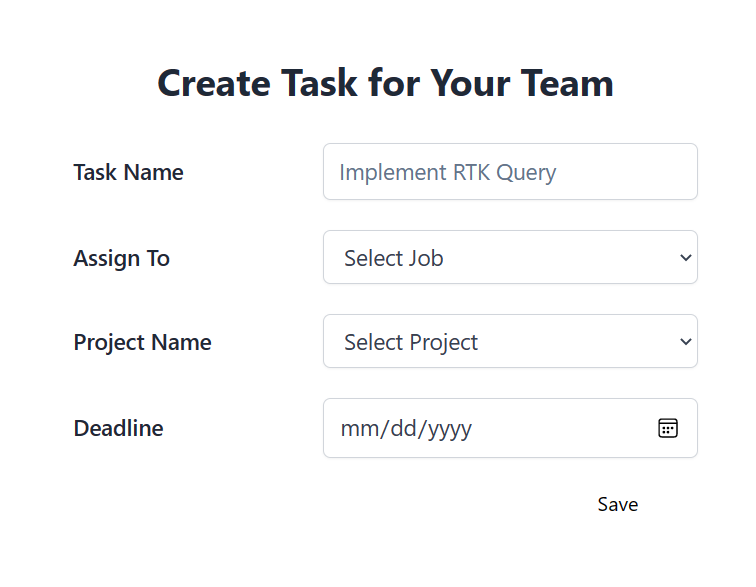 Create Task for Your Team
Task Name
Implement RTK Query
Assign To
Select Job
Project Name
Select Project
Deadline
mm/dd/yyyy
Save